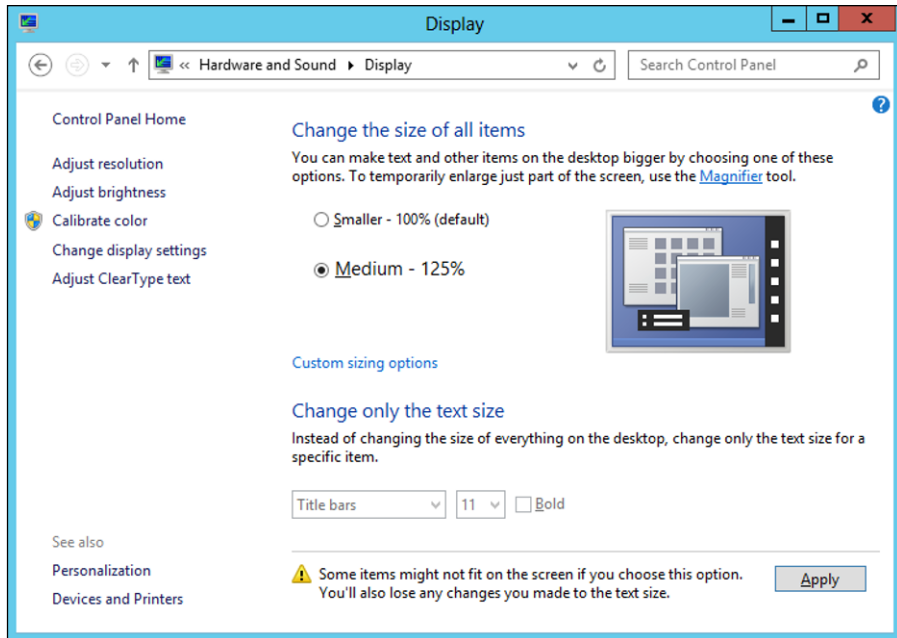 Display
« Hardware and Sound ▸ Display
Search Control Panel
Control Panel Home
Adjust resolution
Adjust brightness
Calibrate color
Change display settings
Adjust ClearType text
Change the size of all items
You can make text and other items on the desktop bigger by choosing one of these
options. To temporarily enlarge just part of the screen, use the Magnifier tool.
Smaller - 100% (default)
Medium - 125%
Custom sizing options
Change only the text size
Instead of changing the size of everything on the desktop, change only the text size for a
specific item.
Title bars 11 Bold
See also
Personalization
Devices and Printers
Some items might not fit on the screen if you choose this option.
You'll also lose any changes you made to the text size.
Apply